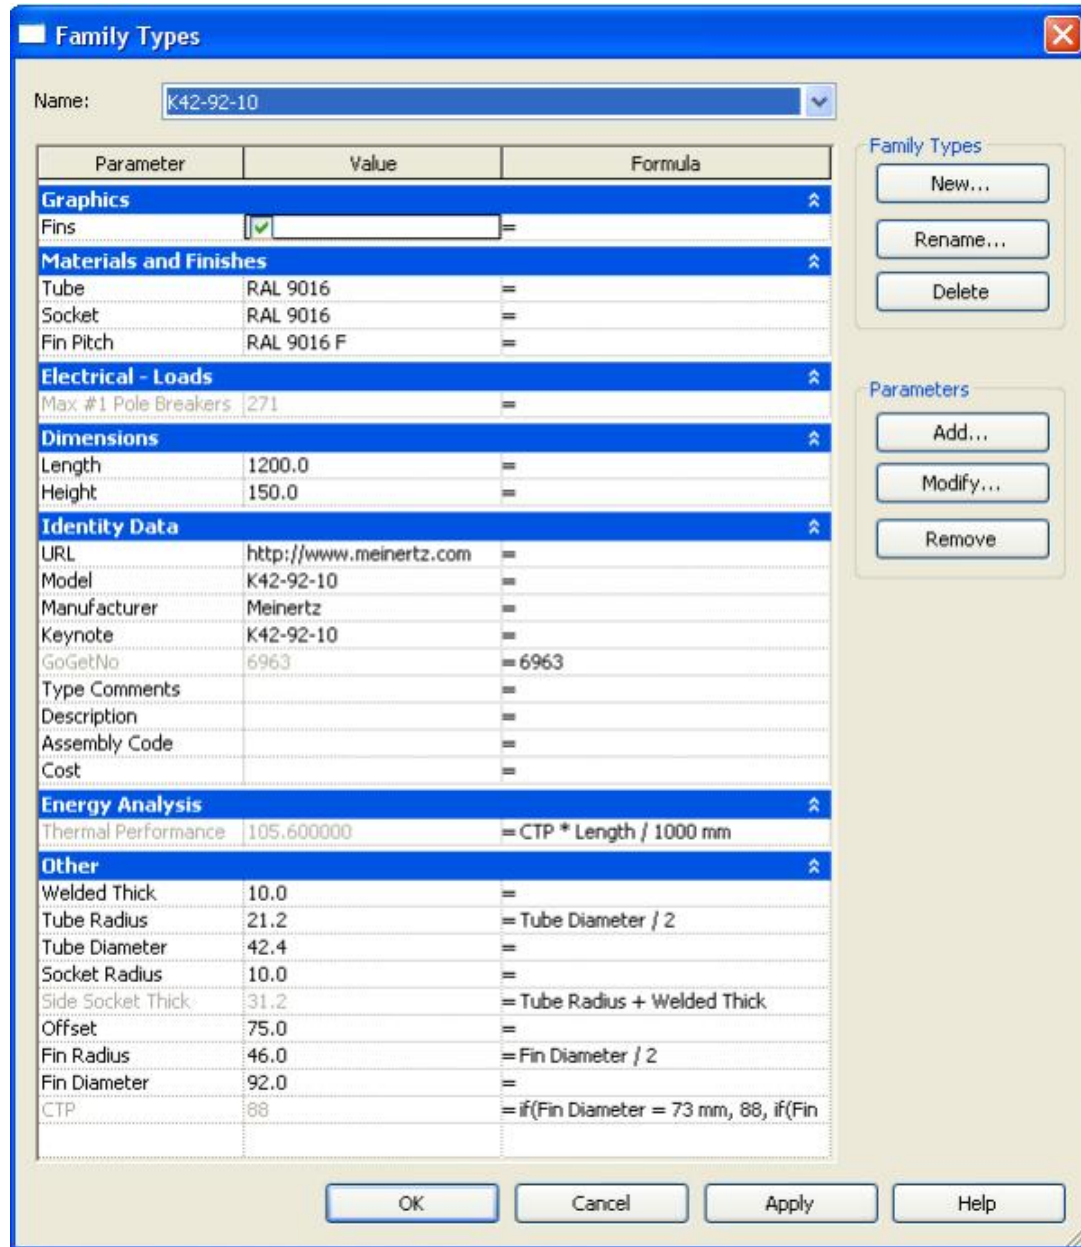 Family Types
Name: K42-92-10
Parameter Value Formula
Graphics
Fins =
Materials and Finishes
Tube RAL 9016 =
Socket RAL 9016 =
Fin Pitch RAL 9016 F =
Electrical - Loads
Max #1 Pole Breakers 271 =
Dimensions
Length 1200.0 =
Height 150.0 =
Identity Data
URL http://www.meinertz.com =
Model K42-92-10 =
Manufacturer Meinertz =
Keynote K42-92-10 =
GoGetNo 6963 =6963
Type Comments =
Description =
Assembly Code =
Cost =
Energy Analysis
Thermal Performance 105.600000 =CTP * Length / 1000 mm
Other
Welded Thick 10.0 =
Tube Radius 21.2 =Tube Diameter / 2
Tube Diameter 42.4 =
Socket Radius 10.0 =
Side Socket Thick 31.2 =Tube Radius + Welded Thick
Offset 75.0 =
Fin Radius 46.0 =Fin Diameter / 2
Fin Diameter 92.0 =
CTP 88 =if(Fin Diameter = 73 mm, 88, if(Fin
Family Types
New...
Rename...
Delete
Parameters
Add...
Modify...
Remove
OK Cancel Apply Help